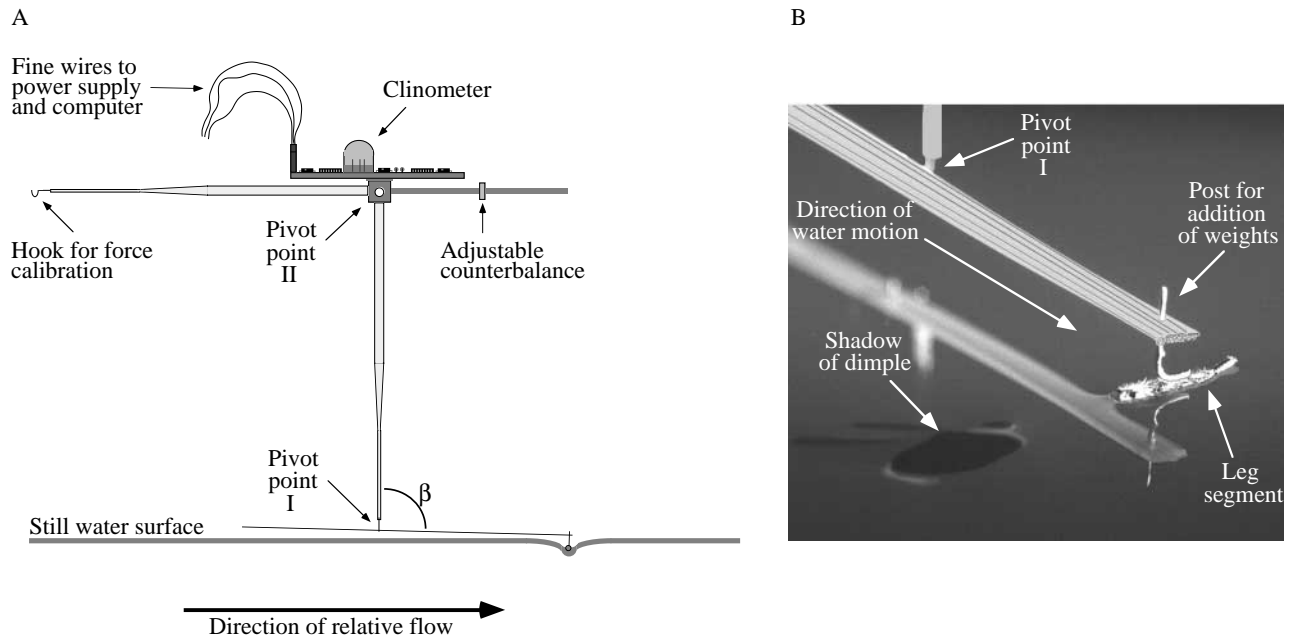 A
Fine wires to
power supply
and computer
Clinometer
Hook for force
calibration
Pivot
point
II
Adjustable
counterbalance
Pivot
point
I
β
Still water surface
Direction of relative flow
B
Pivot
point
I
Direction of
water motion
Post for
addition
of weights
Shadow
of dimple
Leg
segment